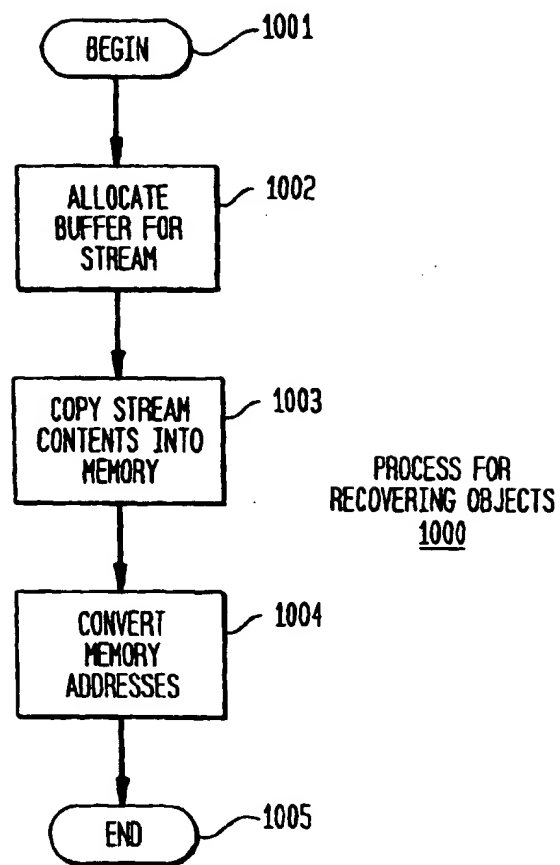 BEGIN
1001
ALLOCATE
BUFFER FOR
STREAM
1002
COPY STREAM
CONTENTS INTO
MEMORY
1003
PROCESS FOR
RECOVERING OBJECTS
1000
CONVERT
MEMORY
ADDRESSES
1004
END
1005